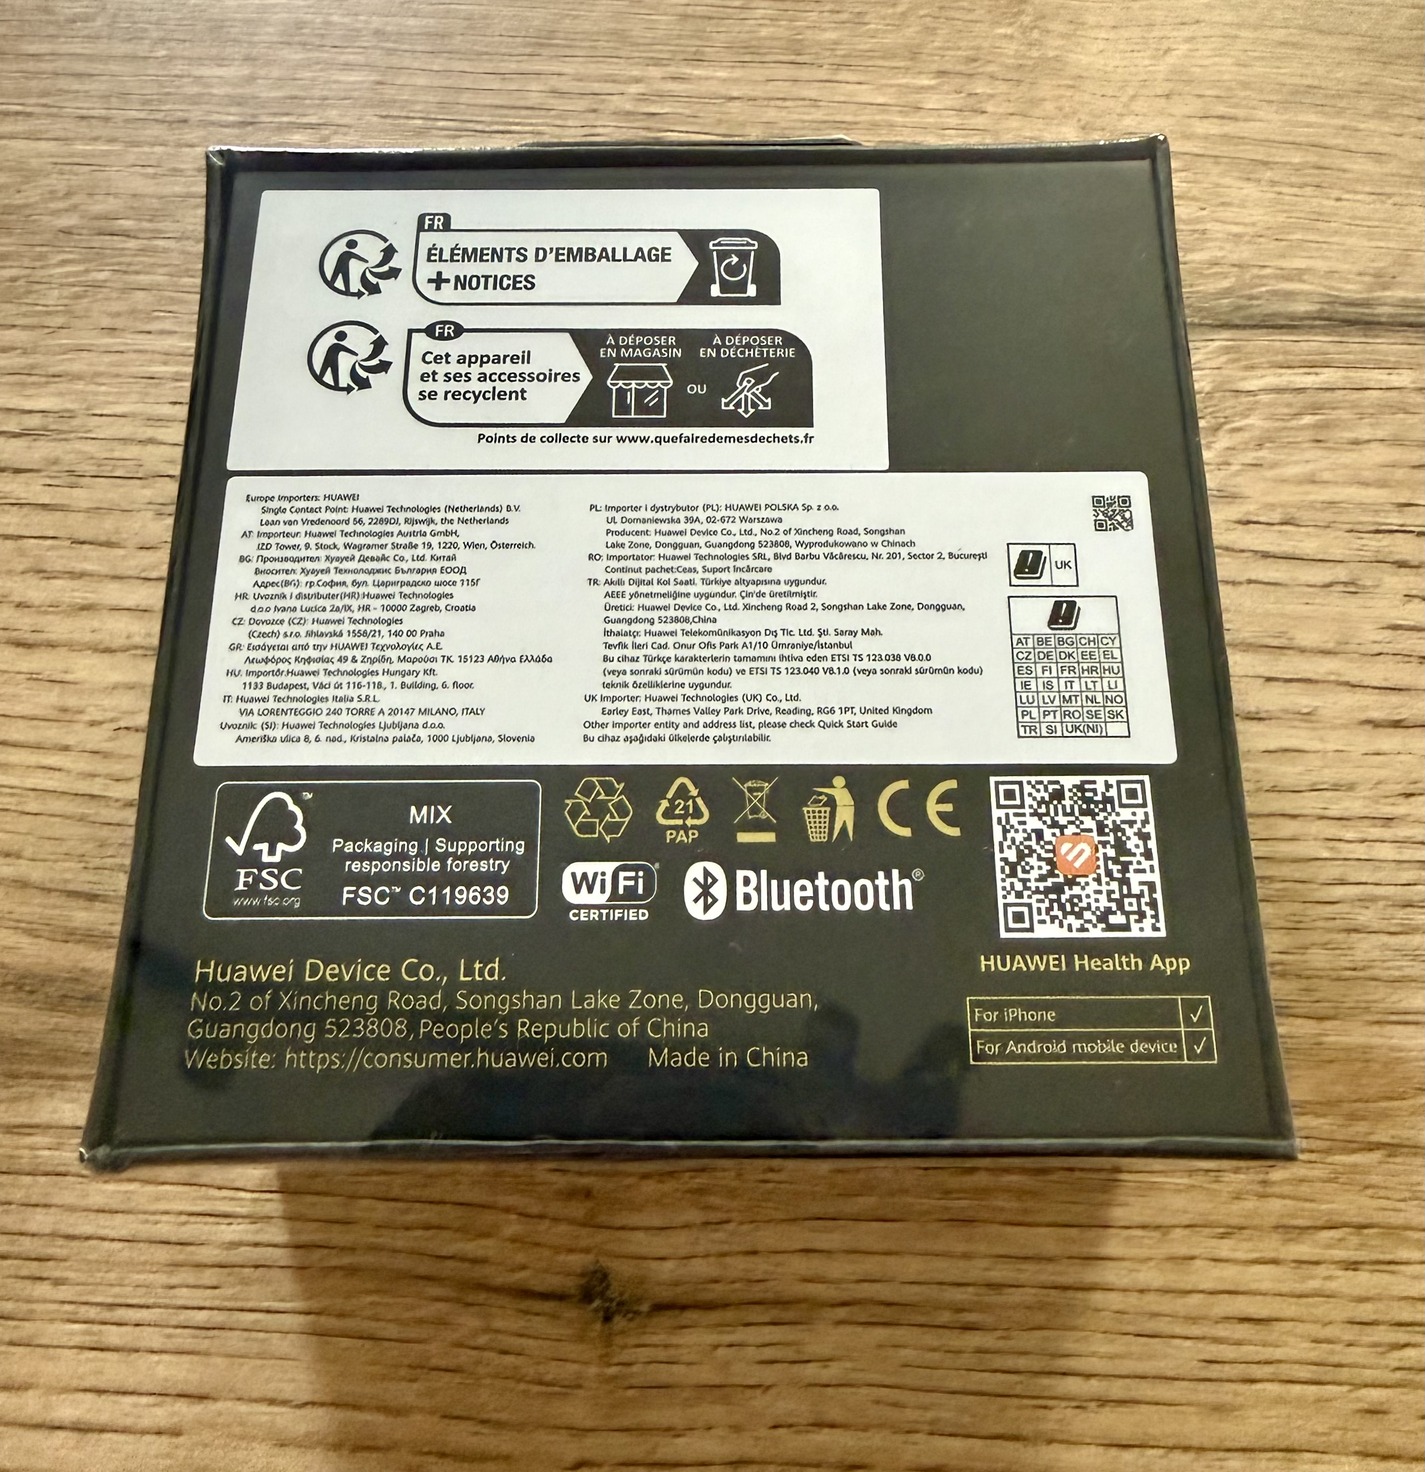 FR
ÉLÉMENTS D'EMBALLAGE
+ NOTICES
FR
Cet appareil
et ses accessoires
se recyclent
À DÉPOSER
EN MAGASIN
OU
À DÉPOSER
EN DÉCHÈTERIE
Points de collecte sur www.quefairedemesdechets.fr
Europe Importers: HUAWEI
Single Contact Point: Huawei Technologies (Netherlands) B.V.
Laan van Vredenoord 56, 2289DJ, Rijswijk, the Netherlands
AT: Importeur: Huawei Technologies Austria GmbH,
IZD Tower, 9. Stock, Wagramer Straße 19, 1220, Wien, Österreich.
BG: Производител: Хуауей Девайс Co., Ltd. Китай
Вносител: Хуауей Технолоджис България ЕООД
Адрес(BG): гр.София, бул. Цариградско шосе 115Г
HR: Uvoznik i distributer(HR):Huawei Technologies
d.o.o Ivana Lucica 2a/IX, HR - 10000 Zagreb, Croatia
CZ: Dovozce (CZ): Huawei Technologies
(Czech) s.r.o. Jihlavská 1558/21, 140 00 Praha
GR: Εισάγεται από την HUAWEI Τεχνολογίες Α.Ε.
Λεωφόρος Κηφισίας 49 & Ζηρίδη, Μαρούσι ΤΚ. 15123 Αθήνα Ελλάδα
HU: Importőr:Huawei Technologies Hungary Kft.
1133 Budapest, Váci út 116-118., 1. Building, 6. floor.
IT: Huawei Technologies Italia S.R.L.
VIA LORENTEGGIO 240 TORRE A 20147 MILANO, ITALY
Uvoznik (SI): Huawei Technologies Ljubljana d.o.o.
Ameriška ulica 8, 6. nad., Kristalna palača, 1000 Ljubljana, Slovenia
PL: Importer i dystrybutor (PL): HUAWEI POLSKA Sp. z o.o.
Ul. Domaniewska 39A, 02-672 Warszawa
Producent: Huawei Device Co., Ltd., No.2 of Xincheng Road, Songshan
Lake Zone, Dongguan, Guangdong 523808, Wyprodukowano w Chinach
RO: Importator: Huawei Technologies SRL, Blvd Barbu Văcărescu, Nr. 201, Sector 2, București
Continut pachet:Ceas, Suport încărcare
TR: Akıllı Dijital Kol Saati. Türkiye altyapısına uygundur.
AEEE yönetmeliğine uygundur. Çin'de üretilmiştir.
Üretici: Huawei Device Co., Ltd. Xincheng Road 2, Songshan Lake Zone, Dongguan,
Guangdong 523808,China
İthalatçı: Huawei Telekomünikasyon Dış Tic. Ltd. Şti. Saray Mah.
Tevfik İleri Cad. Onur Ofis Park A1/10 Ümraniye/İstanbul
Bu cihaz Türkçe karakterlerin tamamını ihtiva eden ETSI TS 123.038 V8.0.0
(veya sonraki sürümün kodu) ve ETSI TS 123.040 V8.1.0 (veya sonraki sürümün kodu)
teknik özelliklerine uygundur.
UK Importer: Huawei Technologies (UK) Co., Ltd.
Earley East, Thames Valley Park Drive, Reading, RG6 1PT, United Kingdom
Other importer entity and address list, please check Quick Start Guide
Bu cihaz aşağıdaki ülkelerde çalıştırılabilir.
UK
AT BE BG CH CY
CZ DE DK EE EL
ES FI FR HR HU
IE IS IT LT LI
LU LV MT NL NO
PL PT RO SE SK
TR SI UK(NI)
FSC
www.fsc.org
MIX
Packaging | Supporting
responsible forestry
FSC™ C119639
21
PAP
CE
Wi Fi
CERTIFIED
Bluetooth®
HUAWEI Health App
For iPhone ✓
For Android mobile device ✓
Huawei Device Co., Ltd.
No.2 of Xincheng Road, Songshan Lake Zone, Dongguan,
Guangdong 523808, People's Republic of China
Website: https://consumer.huawei.com Made in China